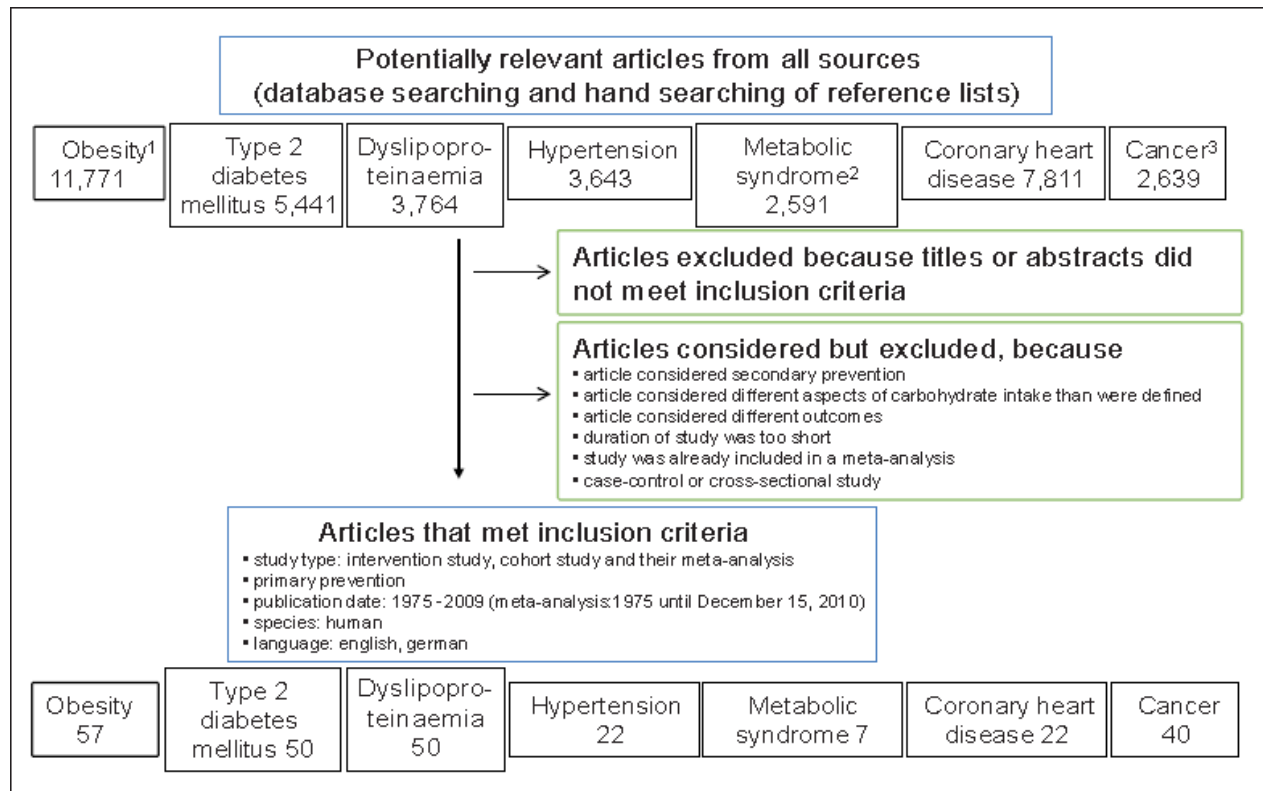 Potentially relevant articles from all sources
(database searching and hand searching of reference lists)
Obesity¹
11,771
Type 2
diabetes
mellitus 5,441
Dyslipopro-
teinaemia
3,764
Hypertension
3,643
Metabolic
syndrome²
2,591
Coronary heart
disease 7,811
Cancer³
2,639
Articles excluded because titles or abstracts did
not meet inclusion criteria
Articles considered but excluded, because
▪ article considered secondary prevention
▪ article considered different aspects of carbohydrate intake than were defined
▪ article considered different outcomes
▪ duration of study was too short
▪ study was already included in a meta-analysis
▪ case-control or cross-sectional study
Articles that met inclusion criteria
▪ study type: intervention study, cohort study and their meta-analysis
▪ primary prevention
▪ publication date: 1975-2009 (meta-analysis:1975 until December 15, 2010)
▪ species: human
▪ language: english, german
Obesity
57
Type 2
diabetes
mellitus 50
Dyslipopro-
teinaemia
50
Hypertension
22
Metabolic
syndrome 7
Coronary heart
disease 22
Cancer
40